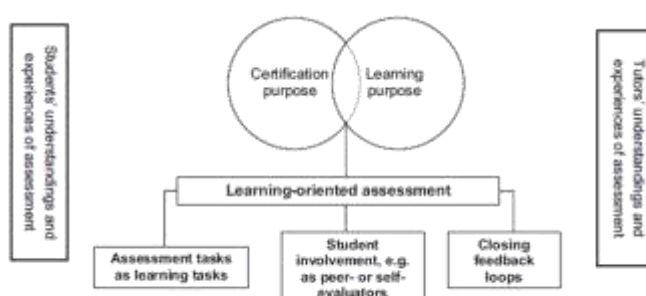 Students' understandings and
experiences of assessment
Certification
purpose
Learning
purpose
Tutors' understandings and
experiences of assessment
Learning-oriented assessment
Assessment tasks
as learning tasks
Student
involvement, e.g.
as peer- or self-
evaluators
Closing
feedback
loops